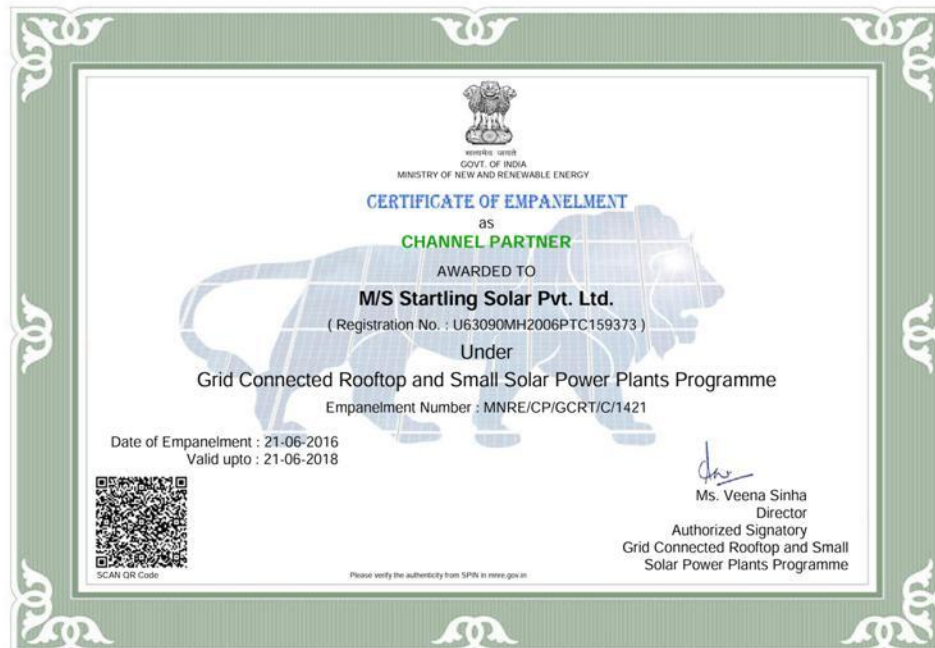 सत्यमेव जयते
GOVT. OF INDIA
MINISTRY OF NEW AND RENEWABLE ENERGY
CERTIFICATE OF EMPANELMENT
as
CHANNEL PARTNER
AWARDED TO
M/S Startling Solar Pvt. Ltd.
( Registration No. : U63090MH2006PTC159373 )
Under
Grid Connected Rooftop and Small Solar Power Plants Programme
Empanelment Number : MNRE/CP/GCRT/C/1421
Date of Empanelment : 21-06-2016
Valid upto : 21-06-2018
Ms. Veena Sinha
Director
Authorized Signatory
Grid Connected Rooftop and Small
Solar Power Plants Programme
SCAN QR Code
Please verify the authenticity from SPIN in mnre.gov.in